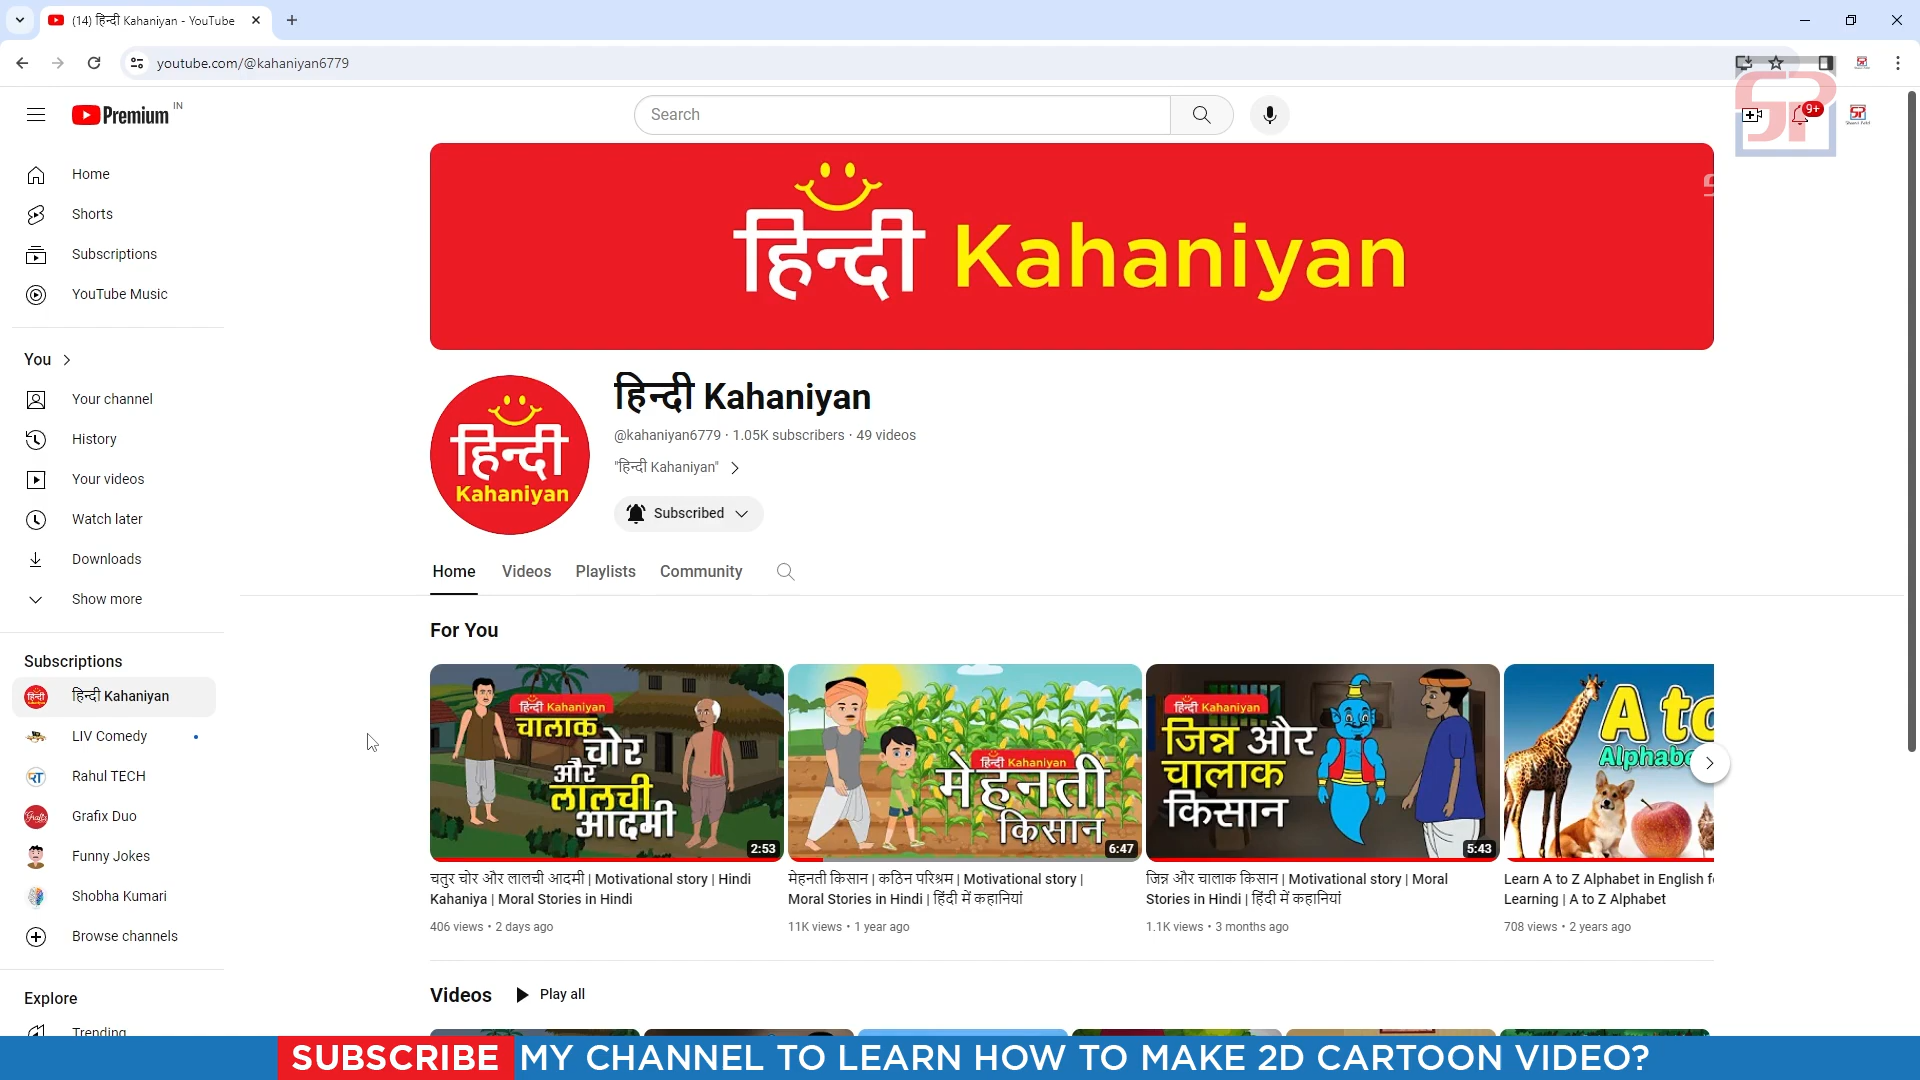 (14) हिन्दी Kahaniyan - YouTube
youtube.com/@kahaniyan6779
Premium IN
Search
9+
SP
Home
Shorts
Subscriptions
YouTube Music
You
Your channel
History
Your videos
Watch later
Downloads
Show more
Subscriptions
हिन्दी Kahaniyan
LIV Comedy
Rahul TECH
Grafix Duo
Funny Jokes
Shobha Kumari
Browse channels
Explore
Trending
हिन्दी Kahaniyan
हिन्दी
Kahaniyan
हिन्दी Kahaniyan
@kahaniyan6779 · 1.05K subscribers · 49 videos
"हिन्दी Kahaniyan"
Subscribed
Home Videos Playlists Community
For You
हिन्दी Kahaniyan
चालाक
चोर
और
लालची
आदमी
2:53
चतुर चोर और लालची आदमी | Motivational story | Hindi
Kahaniya | Moral Stories in Hindi
406 views • 2 days ago
हिन्दी Kahaniyan
मेहनती
किसान
6:47
मेहनती किसान | कठिन परिश्रम | Motivational story |
Moral Stories in Hindi | हिंदी में कहानियां
11K views • 1 year ago
हिन्दी Kahaniyan
जिन्न और
चालाक
किसान
5:43
जिन्न और चालाक किसान | Motivational story | Moral
Stories in Hindi | हिंदी में कहानियां
1.1K views • 3 months ago
A to
Alphabe
Learn A to Z Alphabet in English f
Learning | A to Z Alphabet
708 views • 2 years ago
Videos
Play all
SUBSCRIBE MY CHANNEL TO LEARN HOW TO MAKE 2D CARTOON VIDEO?